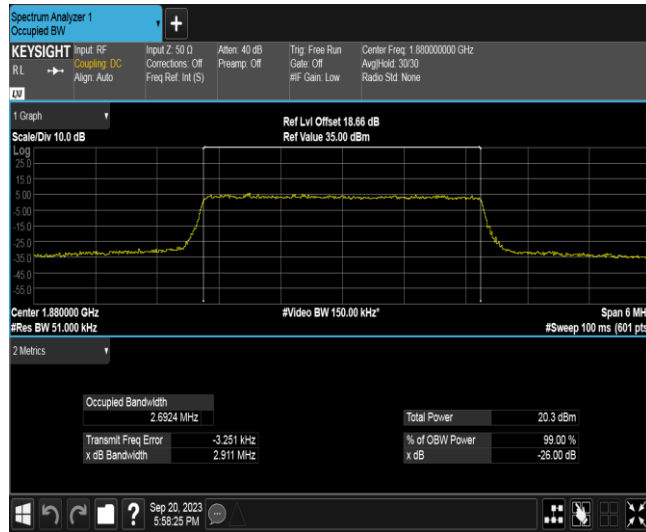 Spectrum Analyzer 1
Occupied BW
+
KEYSIGHT
RL
LXI
Input: RF
Coupling: DC
Align: Auto
Input Z: 50 Ω
Corrections: Off
Freq Ref: Int (S)
Atten: 40 dB
Preamp: Off
Trig: Free Run
Gate: Off
#IF Gain: Low
Center Freq: 1.880000000 GHz
Avg|Hold: 30/30
Radio Std: None
1 Graph
Scale/Div 10.0 dB
Ref Lvl Offset 18.66 dB
Ref Value 35.00 dBm
Log
25.0
15.0
5.00
-5.00
-15.0
-25.0
-35.0
-45.0
-55.0
Center 1.880000 GHz
#Res BW 51.000 kHz
#Video BW 150.00 kHz*
Span 6 MH
#Sweep 100 ms (601 pts
2 Metrics
Occupied Bandwidth
2.6924 MHz
Transmit Freq Error -3.251 kHz
x dB Bandwidth 2.911 MHz
Total Power 20.3 dBm
% of OBW Power 99.00 %
x dB -26.00 dB
?
Sep 20, 2023
5:58:25 PM